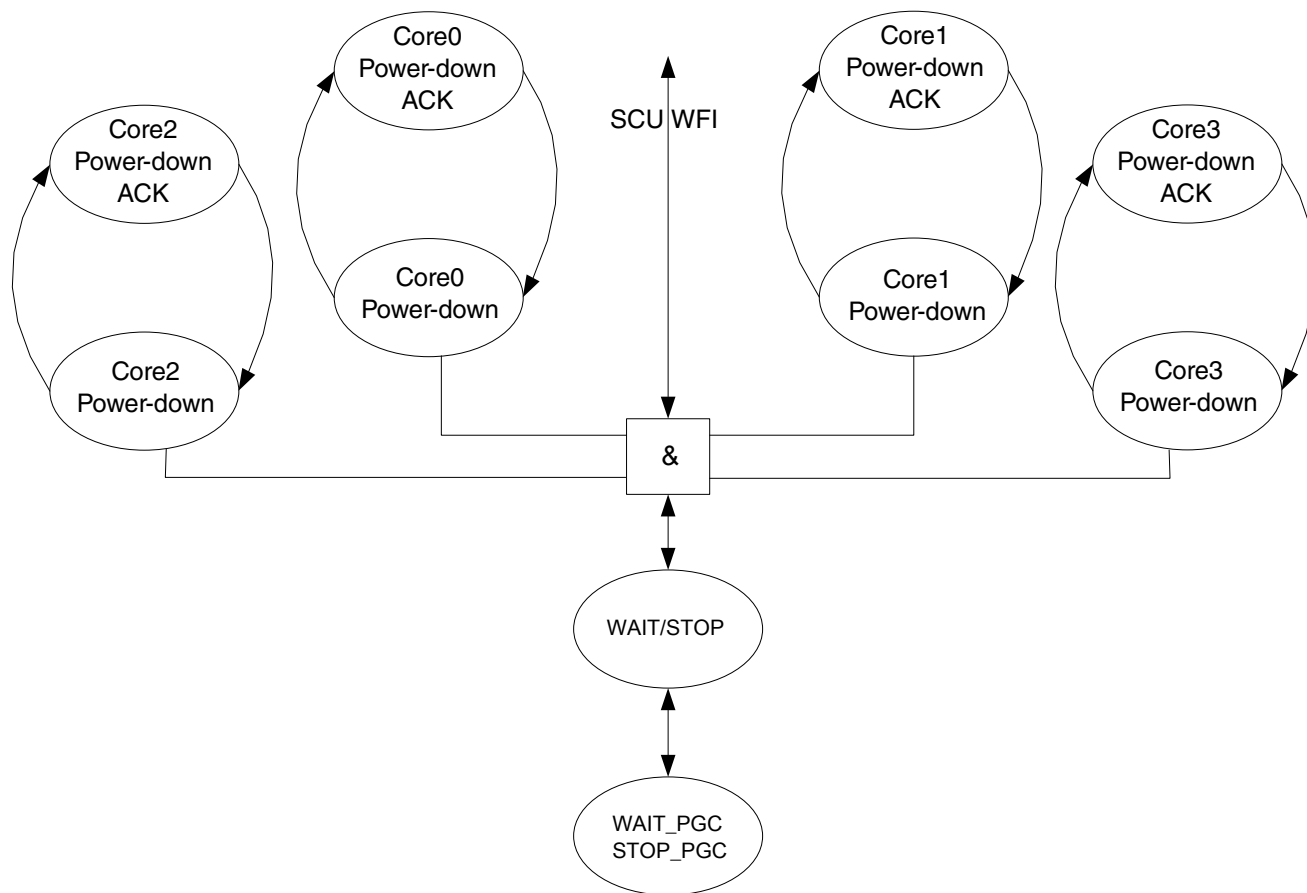 Core0
Power-down
ACK
Core1
Power-down
ACK
SCU WFI
Core2
Power-down
ACK
Core3
Power-down
ACK
Core0
Power-down
Core1
Power-down
Core2
Power-down
Core3
Power-down
&
WAIT/STOP
WAIT_PGC
STOP_PGC